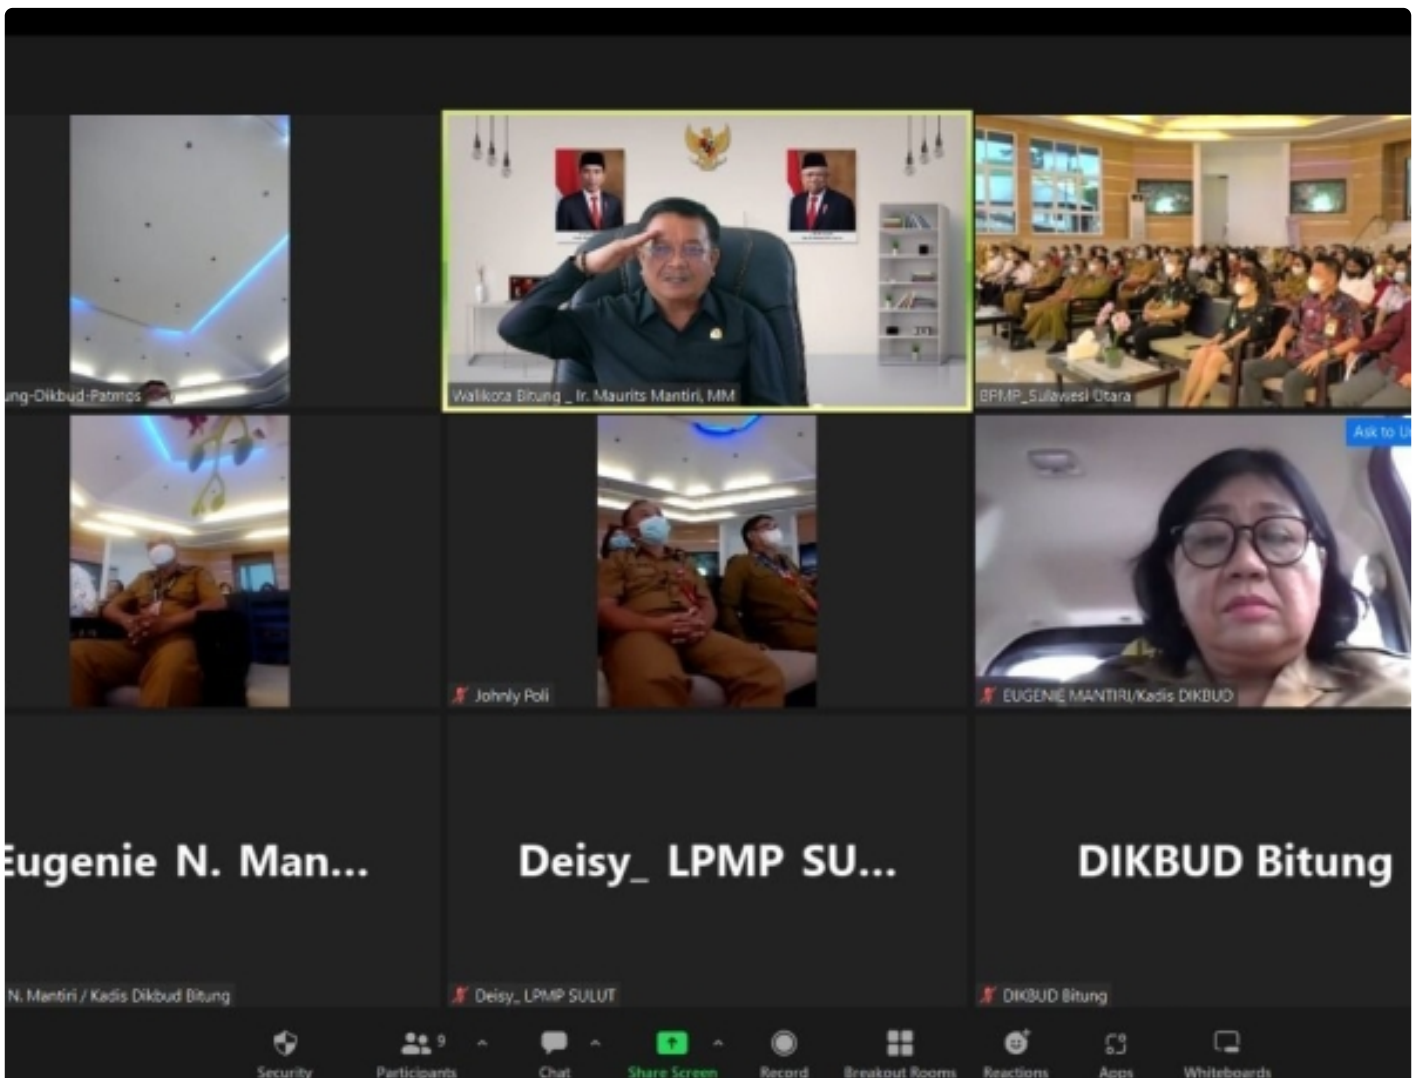 ung-Dikbud-Patmos
Walikota Bitung _ Ir. Maurits Mantiri, MM
BPMP_Sulawesi Utara
Ask to U
Johnly Poli
EUGENIE MANTIRI/Kadis DIKBUD
Eugenie N. Man...
Deisy_ LPMP SU...
DIKBUD Bitung
N. Mantiri / Kadis Dikbud Bitung
Deisy_ LPMP SULUT
DIKBUD Bitung
9
Security
Participants
Chat
Share Screen
Record
Breakout Rooms
Reactions
Apps
Whiteboards